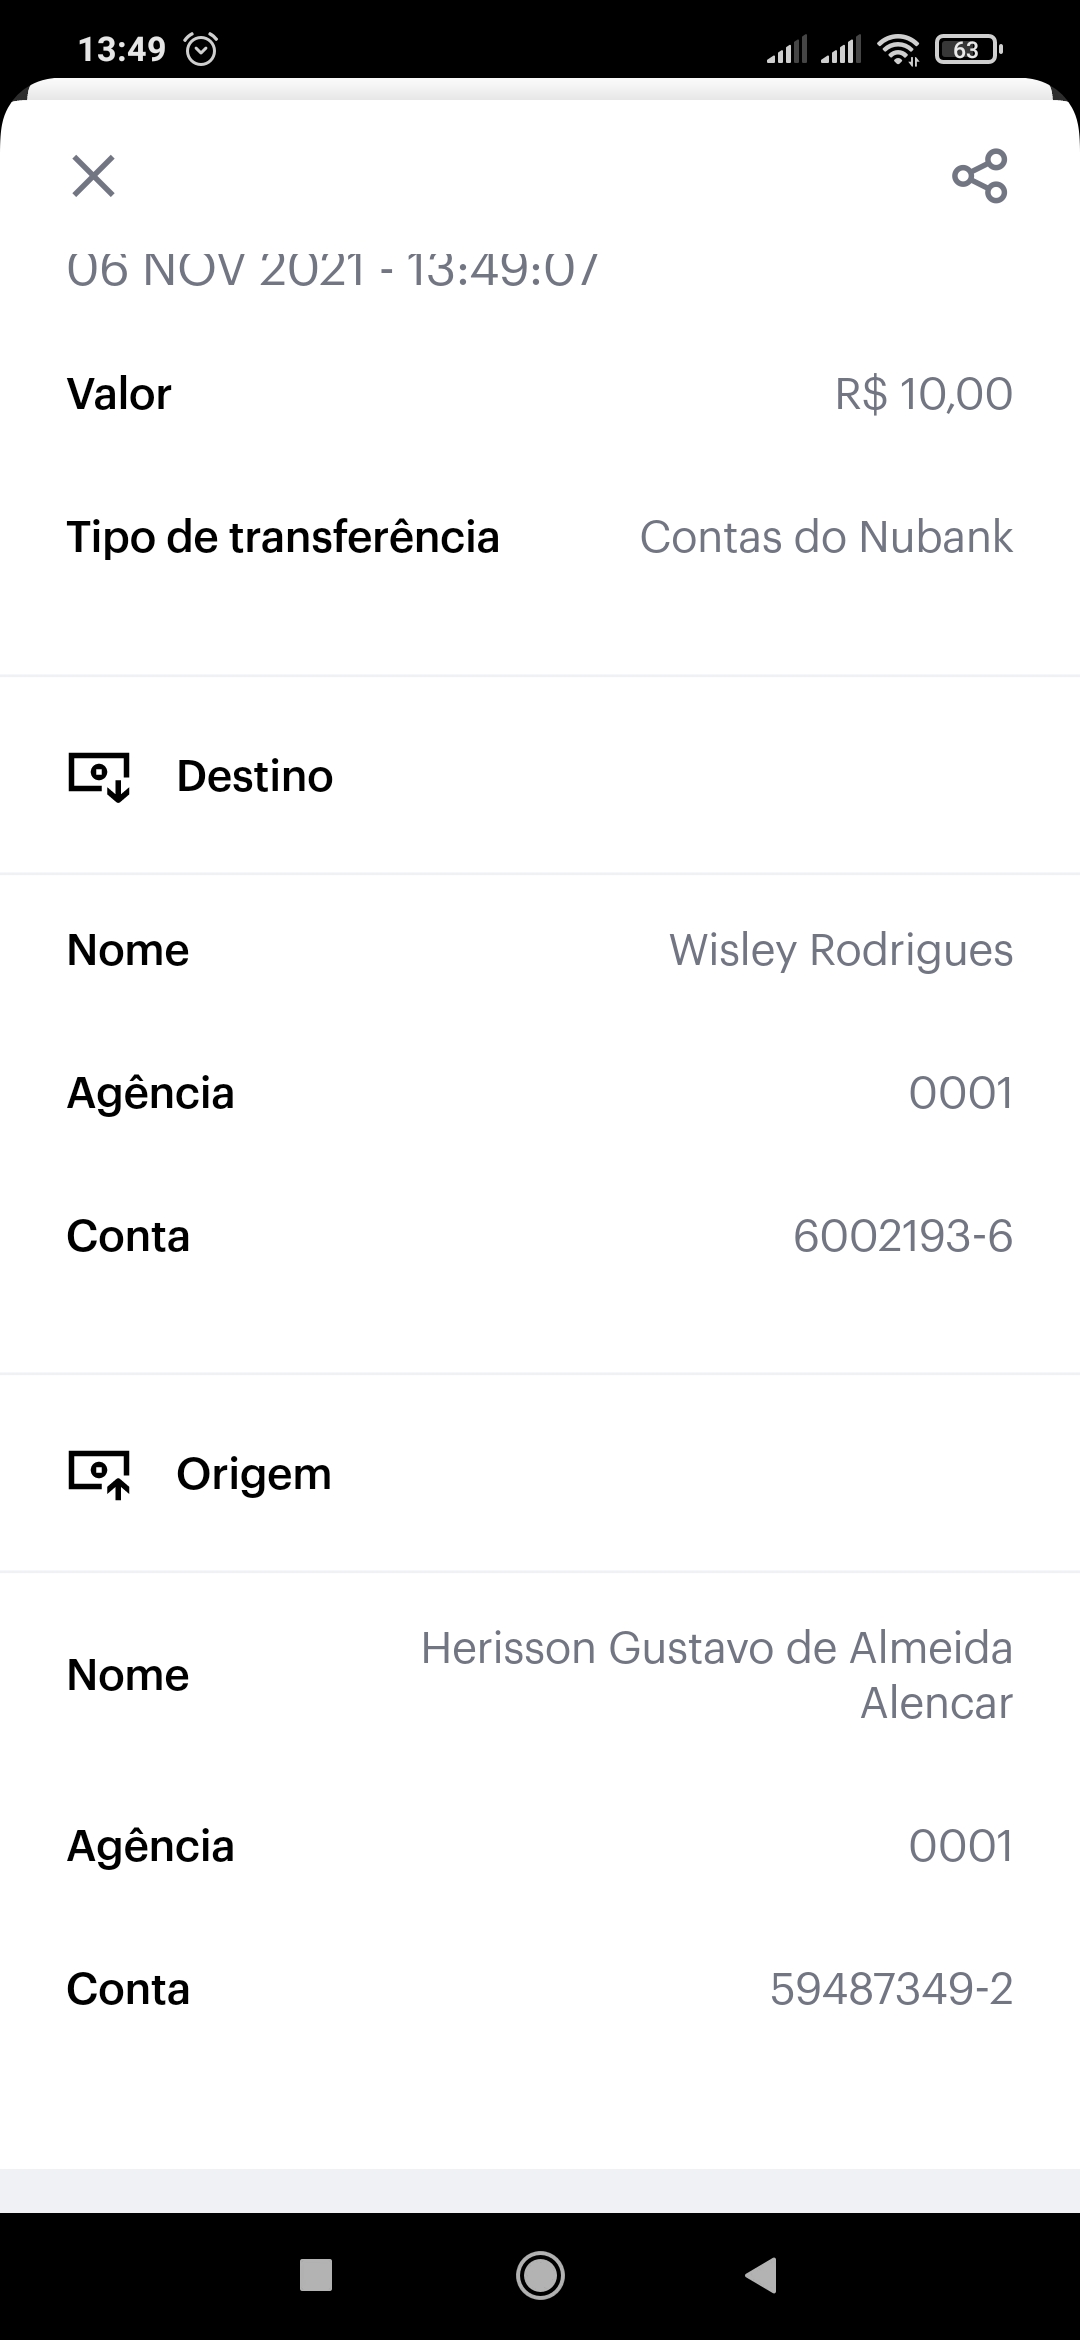 13:49
63
06 NOV 2021 - 13:49:07
Valor
R$ 10,00
Tipo de transferência
Contas do Nubank
Destino
Nome
Wisley Rodrigues
Agência
0001
Conta
6002193-6
Origem
Nome
Herisson Gustavo de Almeida
Alencar
Agência
0001
Conta
59487349-2